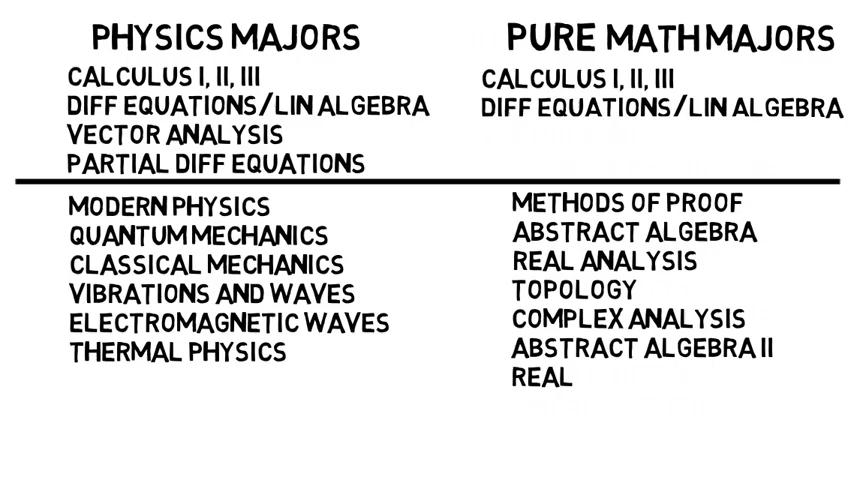 PHYSICS MAJORS
CALCULUS I, II, III
DIFF EQUATIONS/LIN ALGEBRA
VECTOR ANALYSIS
PARTIAL DIFF EQUATIONS
MODERN PHYSICS
QUANTUM MECHANICS
CLASSICAL MECHANICS
VIBRATIONS AND WAVES
ELECTROMAGNETIC WAVES
THERMAL PHYSICS
PURE MATH MAJORS
CALCULUS I, II, III
DIFF EQUATIONS/LIN ALGEBRA
METHODS OF PROOF
ABSTRACT ALGEBRA
REAL ANALYSIS
TOPOLOGY
COMPLEX ANALYSIS
ABSTRACT ALGEBRA II
REAL